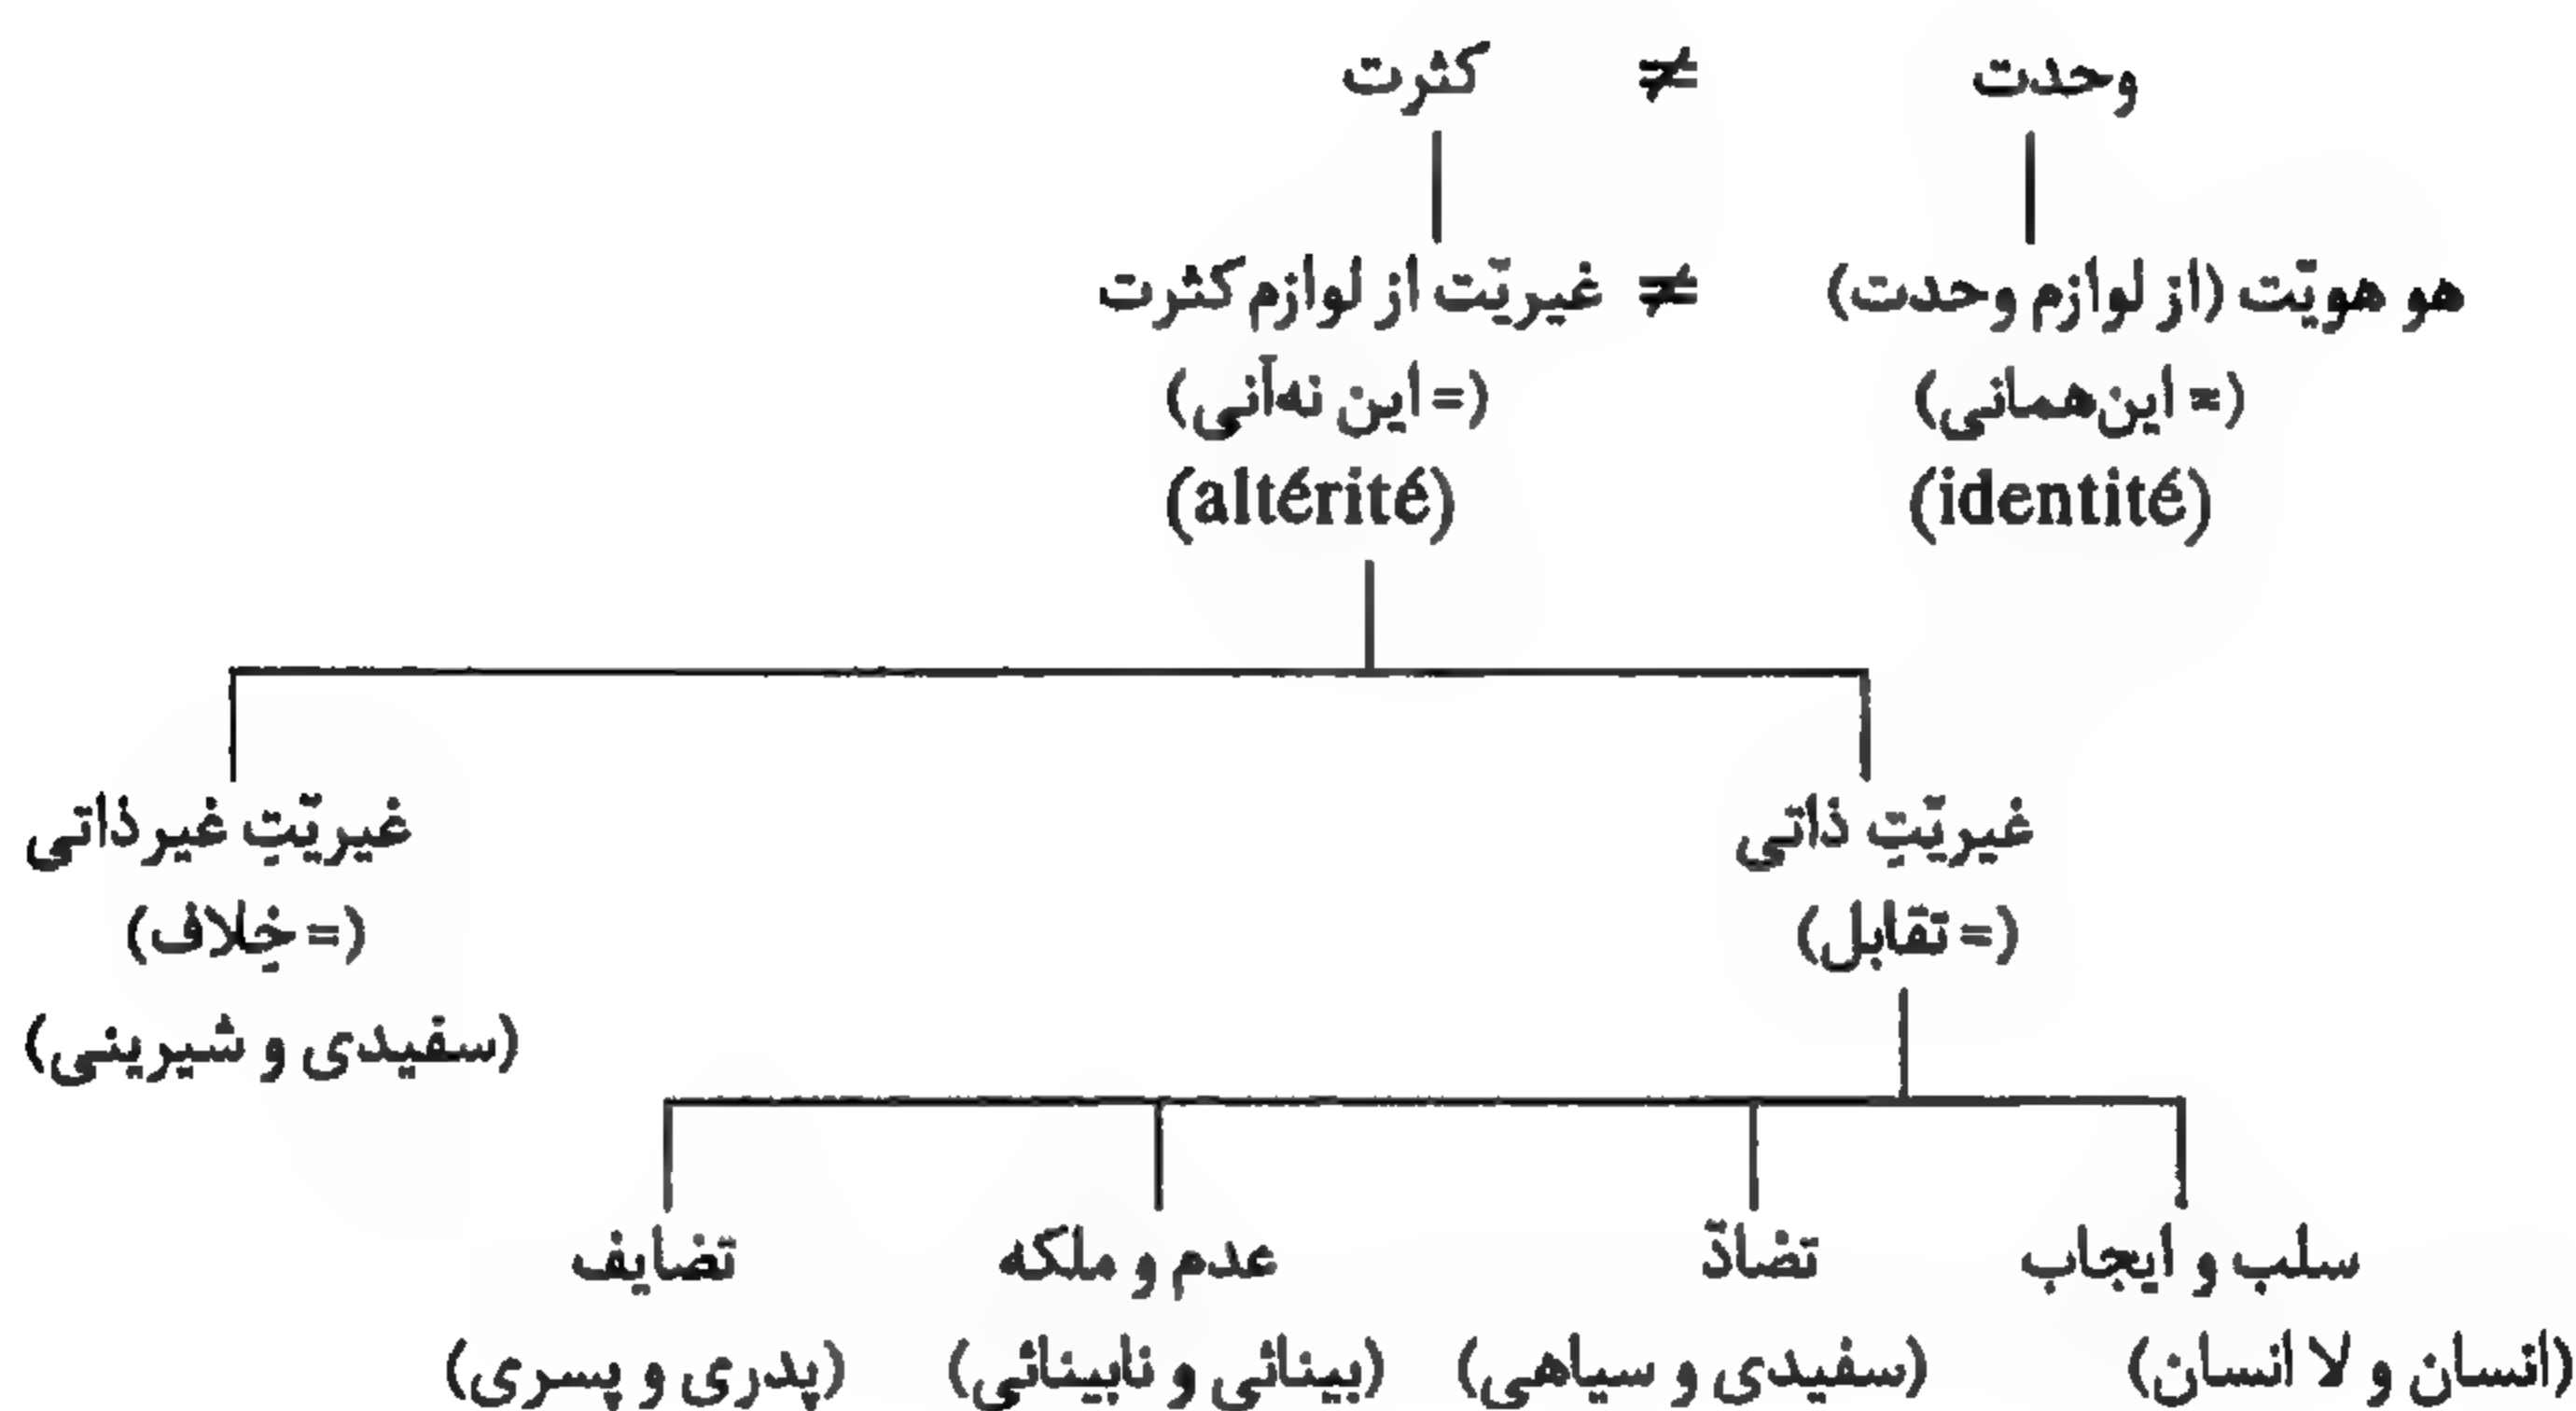 وحدت ≠ کثرت
هو هویّت (از لوازم وحدت) ≠ غیریّت از لوازم کثرت
(= این‌همانی) (= این نه‌آنی)
(identité) (altérité)
غیریّتِ ذاتی غیریّتِ غیرذاتی
(= تقابل) (= خِلاف)
(سفیدی و شیرینی)
سلب و ایجاب تضادّ عدم و ملکه تضایف
(انسان و لا انسان) (سفیدی و سیاهی) (بینائی و نابینائی) (پدری و پسری)